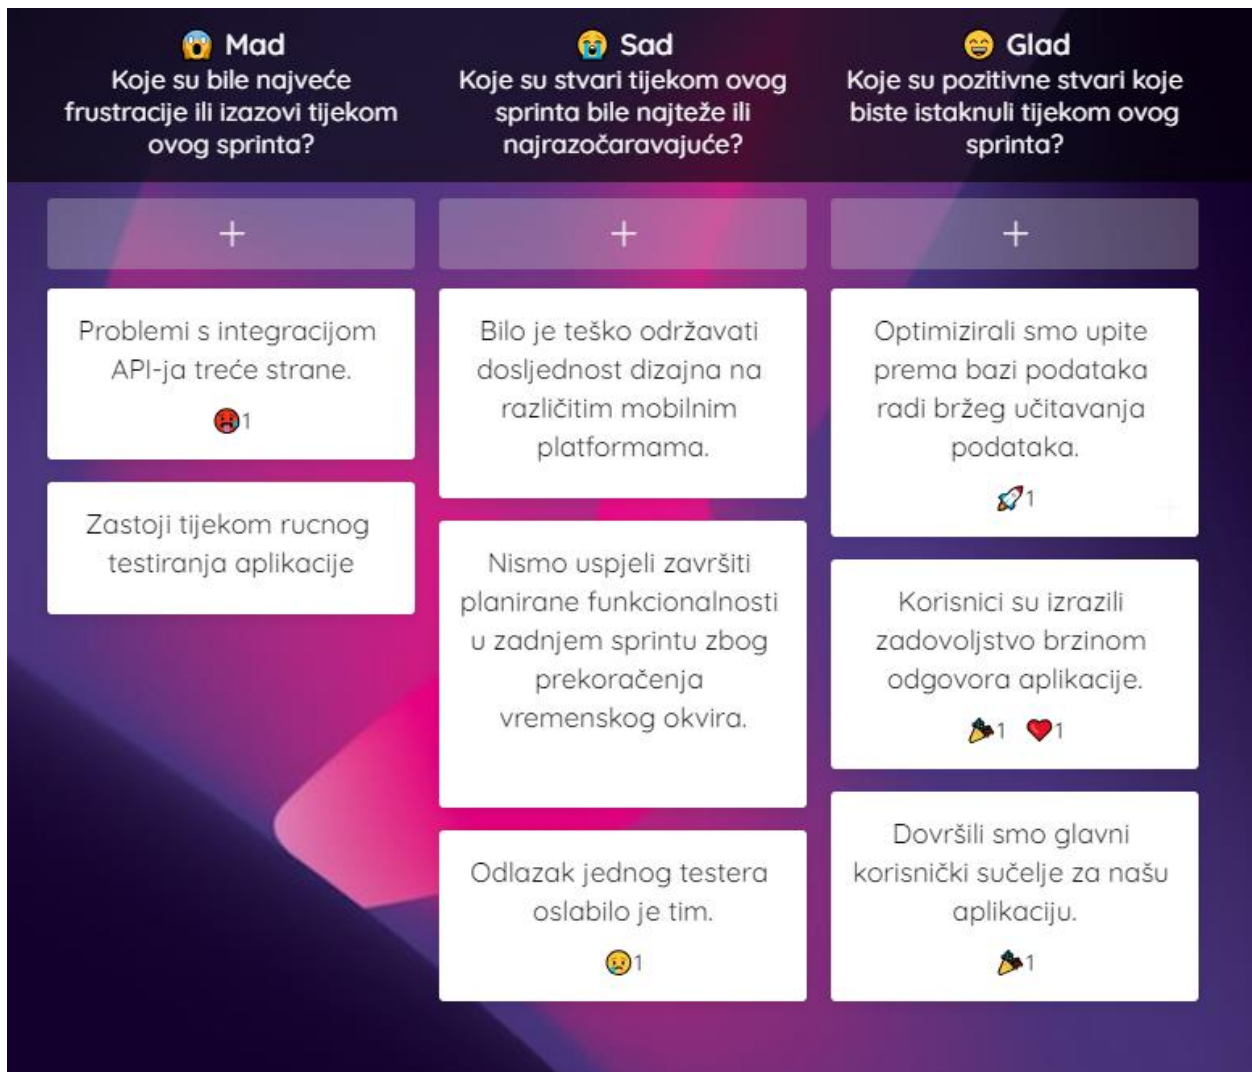 Mad
Koje su bile najveće
frustracije ili izazovi tijekom
ovog sprinta?
Sad
Koje su stvari tijekom ovog
sprinta bile najteže ili
najrazočaravajuće?
Glad
Koje su pozitivne stvari koje
biste istaknuli tijekom ovog
sprinta?
+
+
+
Problemi s integracijom
API-ja treće strane.
1
Zastoji tijekom rucnog
testiranja aplikacije
Bilo je teško održavati
dosljednost dizajna na
različitim mobilnim
platformama.
Nismo uspjeli završiti
planirane funkcionalnosti
u zadnjem sprintu zbog
prekoračenja
vremenskog okvira.
Odlazak jednog testera
oslabilo je tim.
1
Optimizirali smo upite
prema bazi podataka
radi bržeg učitavanja
podataka.
1
Korisnici su izrazili
zadovoljstvo brzinom
odgovora aplikacije.
1 1
Dovršili smo glavni
korisnički sučelje za našu
aplikaciju.
1